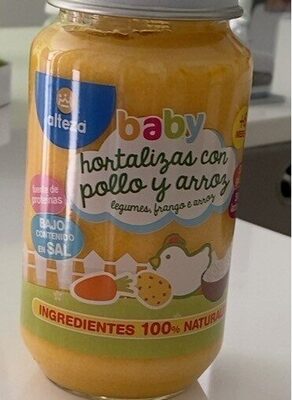 alteza
baby
hortalizas con
pollo y arroz
legumes, frango e arroz
fuente de
proteínas
BAJO
CONTENIDO
EN SAL
INGREDIENTES 100% NATURAL